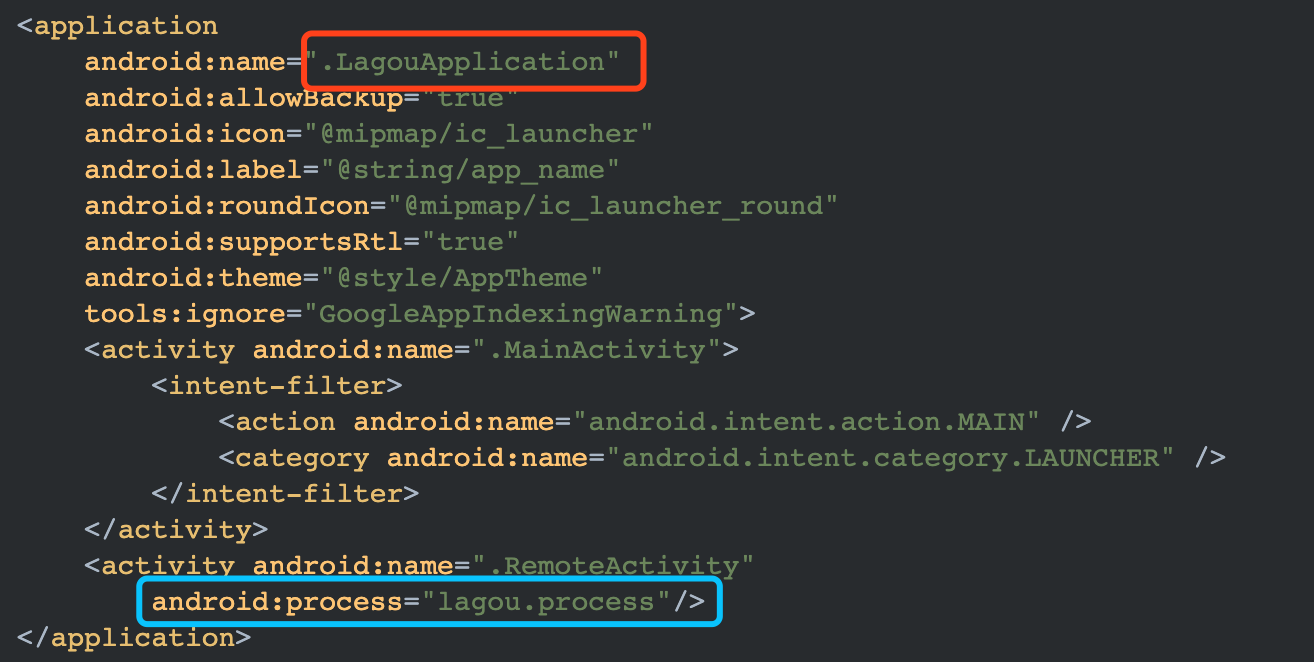 <application
android:name=".LagouApplication"
android:allowBackup="true"
android:icon="@mipmap/ic_launcher"
android:label="@string/app_name"
android:roundIcon="@mipmap/ic_launcher_round"
android:supportsRtl="true"
android:theme="@style/AppTheme"
tools:ignore="GoogleAppIndexingWarning">
<activity android:name=".MainActivity">
<intent-filter>
<action android:name="android.intent.action.MAIN" />
<category android:name="android.intent.category.LAUNCHER" />
</intent-filter>
</activity>
<activity android:name=".RemoteActivity"
android:process="lagou.process"/>
</application>